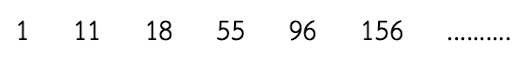 1 11 18 55 96 156 ..........